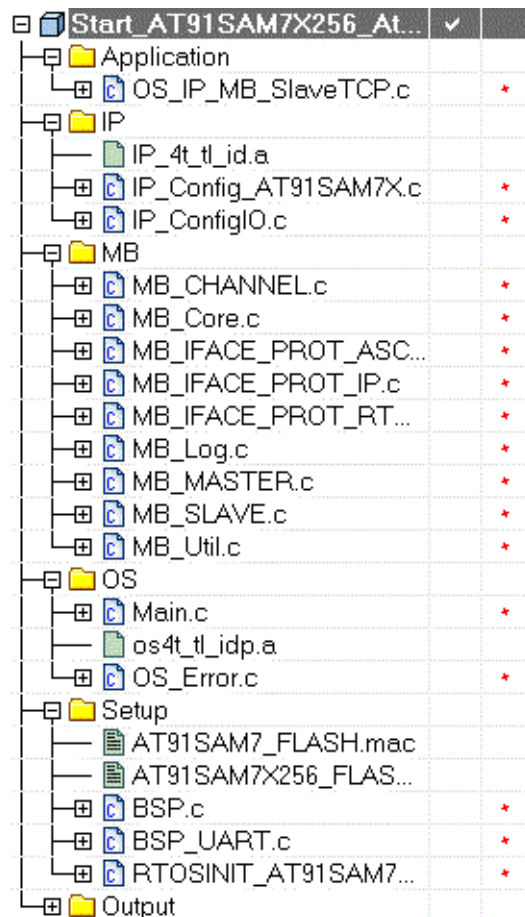 Start_AT91SAM7X256_At...
Application
OS_IP_MB_SlaveTCP.c
IP
IP_4t_tl_id.a
IP_Config_AT91SAM7X.c
IP_ConfigIO.c
MB
MB_CHANNEL.c
MB_Core.c
MB_IFACE_PROT_ASC...
MB_IFACE_PROT_IP.c
MB_IFACE_PROT_RT...
MB_Log.c
MB_MASTER.c
MB_SLAVE.c
MB_Util.c
OS
Main.c
os4t_tl_idp.a
OS_Error.c
Setup
AT91SAM7_FLASH.mac
AT91SAM7X256_FLAS...
BSP.c
BSP_UART.c
RTOSINIT_AT91SAM7...
Output